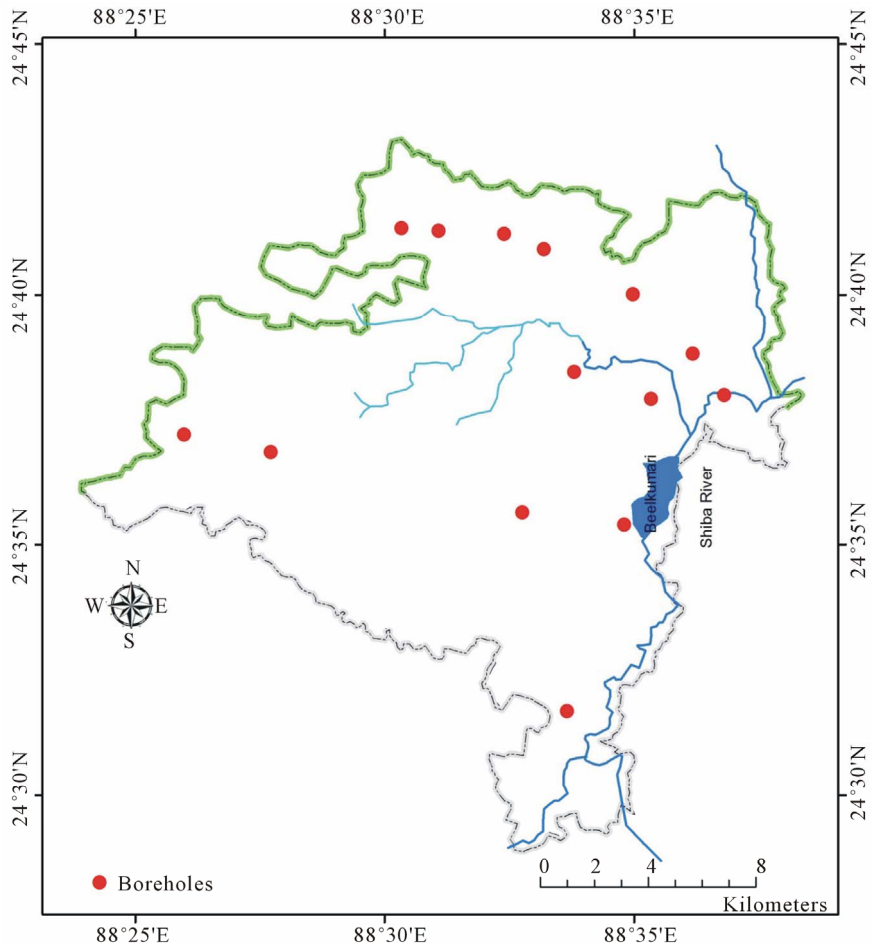 88°25'E 88°30'E 88°35'E
24°45'N 24°45'N
24°40'N 24°40'N
Beelkumari
Shiba River
24°35'N 24°35'N
N
W E
S
24°30'N 24°30'N
0 2 4 8
Boreholes
Kilometers
88°25'E 88°30'E 88°35'E